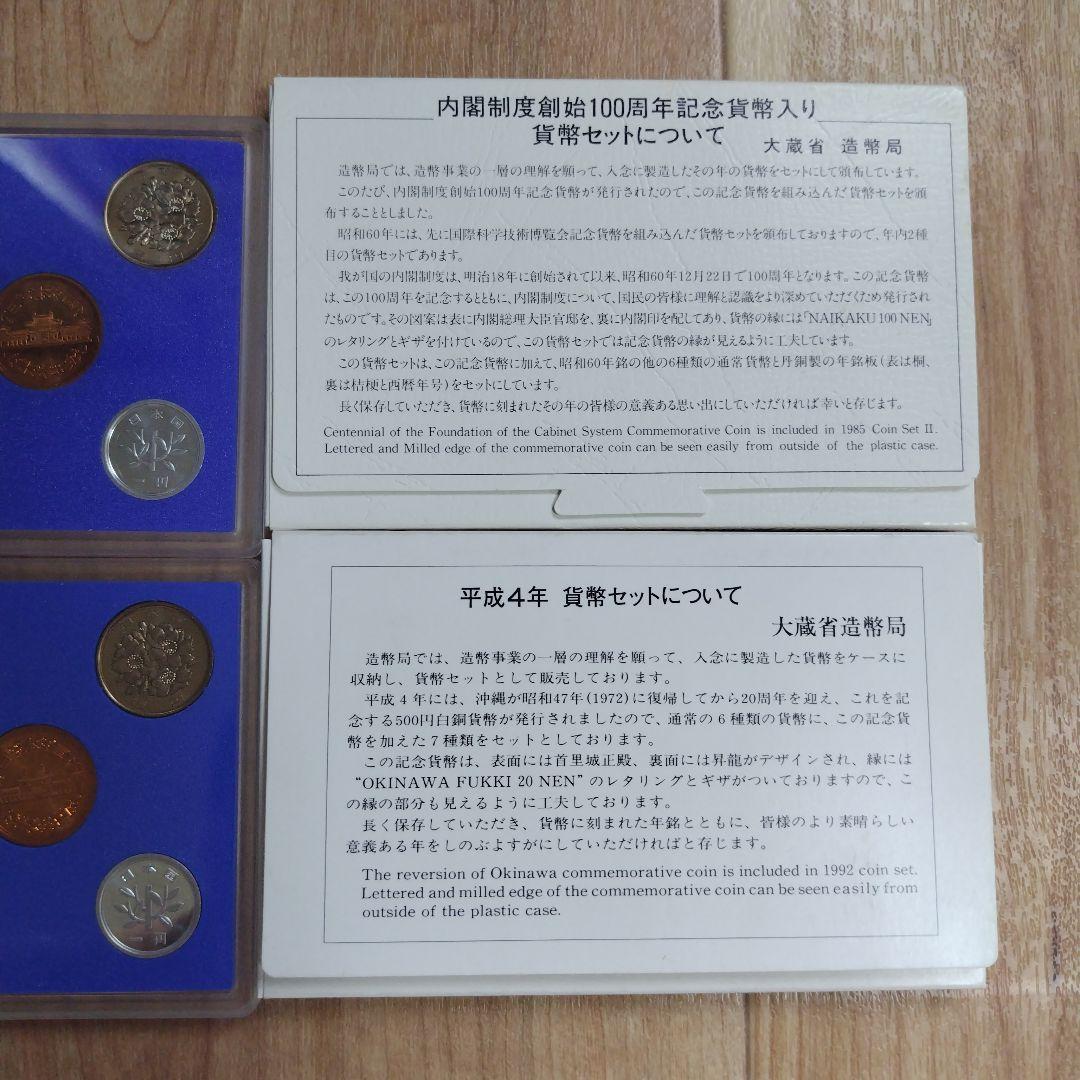 内閣制度創始100周年記念貨幣入り
貨幣セットについて
大蔵省 造幣局
造幣局では、造幣事業の一層の理解を願って、入念に製造したその年の貨幣をセットにして頒布しています。
このたび、内閣制度創始100周年記念貨幣が発行されたので、この記念貨幣を組み込んだ貨幣セットを頒
布することとしました。
昭和60年には、先に国際科学技術博覧会記念貨幣を組み込んだ貨幣セットを頒布しておりますので、年内2種
目の貨幣セットであります。
我が国の内閣制度は、明治18年に創始されて以来、昭和60年12月22日で100周年となります。この記念貨幣
は、この100周年を記念するとともに、内閣制度について、国民の皆様に理解と認識をより深めていただくため発行され
たものです。その図案は表に内閣総理大臣官邸を、裏に内閣印を配してあり、貨幣の縁には「NAIKAKU 100 NEN」
のレタリングとギザを付けているので、この貨幣セットでは記念貨幣の縁が見えるように工夫しています。
この貨幣セットは、この記念貨幣に加えて、昭和60年銘の他の6種類の通常貨幣と丹銅製の年銘板(表は桐、
裏は桔梗と西暦年号)をセットにしています。
長く保存していただき、貨幣に刻まれたその年の皆様の意義ある思い出にしていただければ幸いと存じます。
Centennial of the Foundation of the Cabinet System Commemorative Coin is included in 1985 Coin Set II.
Lettered and Milled edge of the commemorative coin can be seen easily from outside of the plastic case.
日本国
一円
平成4年 貨幣セットについて
大蔵省造幣局
造幣局では、造幣事業の一層の理解を願って、入念に製造した貨幣をケースに
収納し、貨幣セットとして販売しております。
平成4年には、沖縄が昭和47年(1972)に復帰してから20周年を迎え、これを記
念する500円白銅貨幣が発行されましたので、通常の6種類の貨幣に、この記念貨
幣を加えた7種類をセットとしております。
この記念貨幣は、表面には首里城正殿、裏面には昇龍がデザインされ、縁には
“OKINAWA FUKKI 20 NEN”のレタリングとギザがついておりますので、こ
の縁の部分も見えるように工夫しております。
長く保存していただき、貨幣に刻まれた年銘とともに、皆様のより素晴らしい
意義ある年をしのぶよすがにしていただければと存じます。
The reversion of Okinawa commemorative coin is included in 1992 coin set.
Lettered and milled edge of the commemorative coin can be seen easily from
outside of the plastic case.
日本国
一円